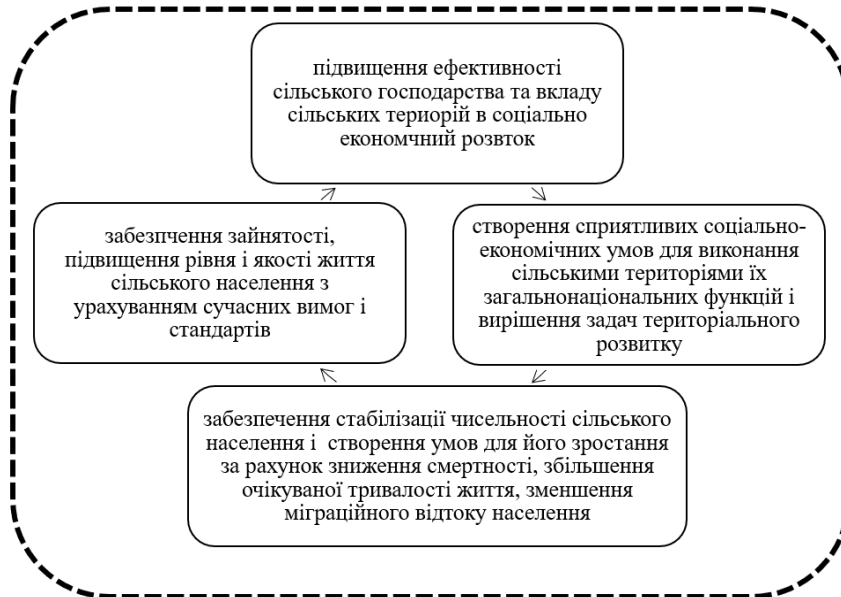 підвищення ефективності
сільського господарства та вкладу
сільських териорій в соціально
економчний розвток
забезпчення зайнятості,
підвищення рівня і якості життя
сільського населення з
урахуванням сучасних вимог і
стандартів
створення сприятливих соціально-
економічних умов для виконання
сільськими територіями їх
загальнонаціональних функцій і
вирішення задач територіального
розвитку
забезпечення стабілізації чисельності сільського
населення і  створення умов для його зростання
за рахунок зниження смертності, збільшення
очікуваної тривалості життя, зменшення
міграційного відтоку населення